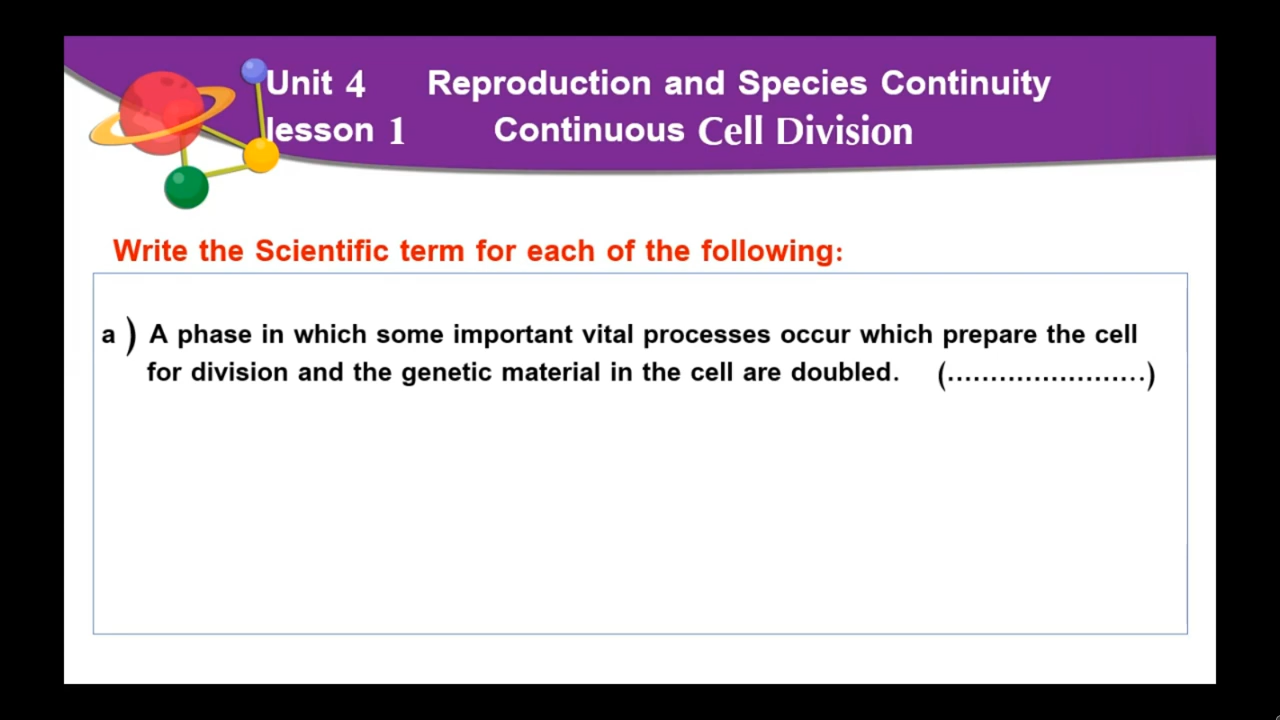 Unit 4 Reproduction and Species Continuity
lesson 1 Continuous Cell Division
Write the Scientific term for each of the following:
a ) A phase in which some important vital processes occur which prepare the cell
for division and the genetic material in the cell are doubled. (........................)